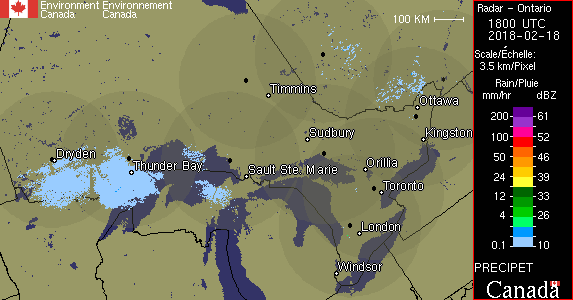 Environment Environnement
Canada Canada
100 KM
Timmins
Ottawa
Sudbury
Kingston
Dryden
Thunder Bay
Sault Ste. Marie
Orillia
Toronto
London
Windsor
Radar - Ontario
1800 UTC
2018-02-18
Scale/Échelle:
3.5 km/Pixel
Rain/Pluie
mm/hr dBZ
200 61
100 52
50 46
24 39
12 33
4 26
0.1 10
PRECIPET
Canada